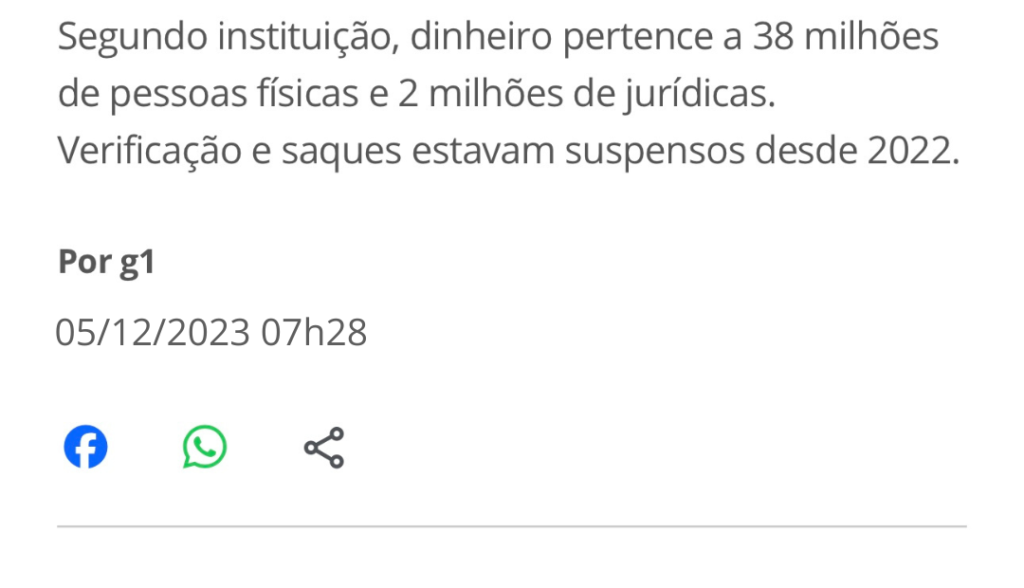 Segundo instituição, dinheiro pertence a 38 milhões
de pessoas físicas e 2 milhões de jurídicas.
Verificação e saques estavam suspensos desde 2022.
Por g1
05/12/2023 07h28